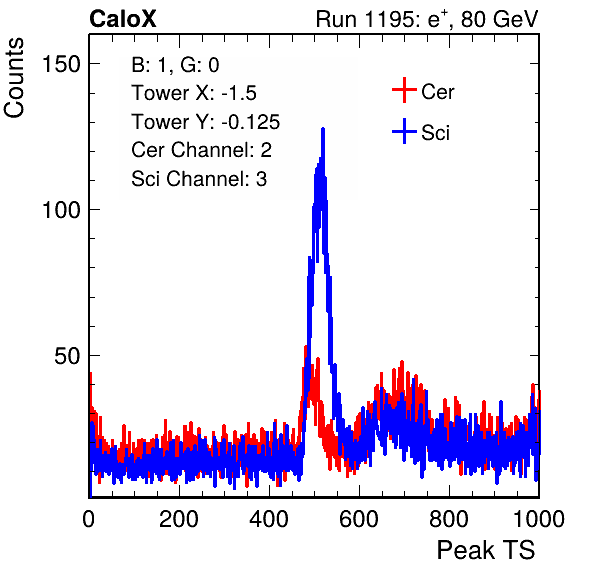 CaloX Run 1195: e⁺, 80 GeV
Counts
150
100
50
B: 1, G: 0
Tower X: -1.5
Tower Y: -0.125
Cer Channel: 2
Sci Channel: 3
Cer
Sci
0 200 400 600 800 1000
Peak TS